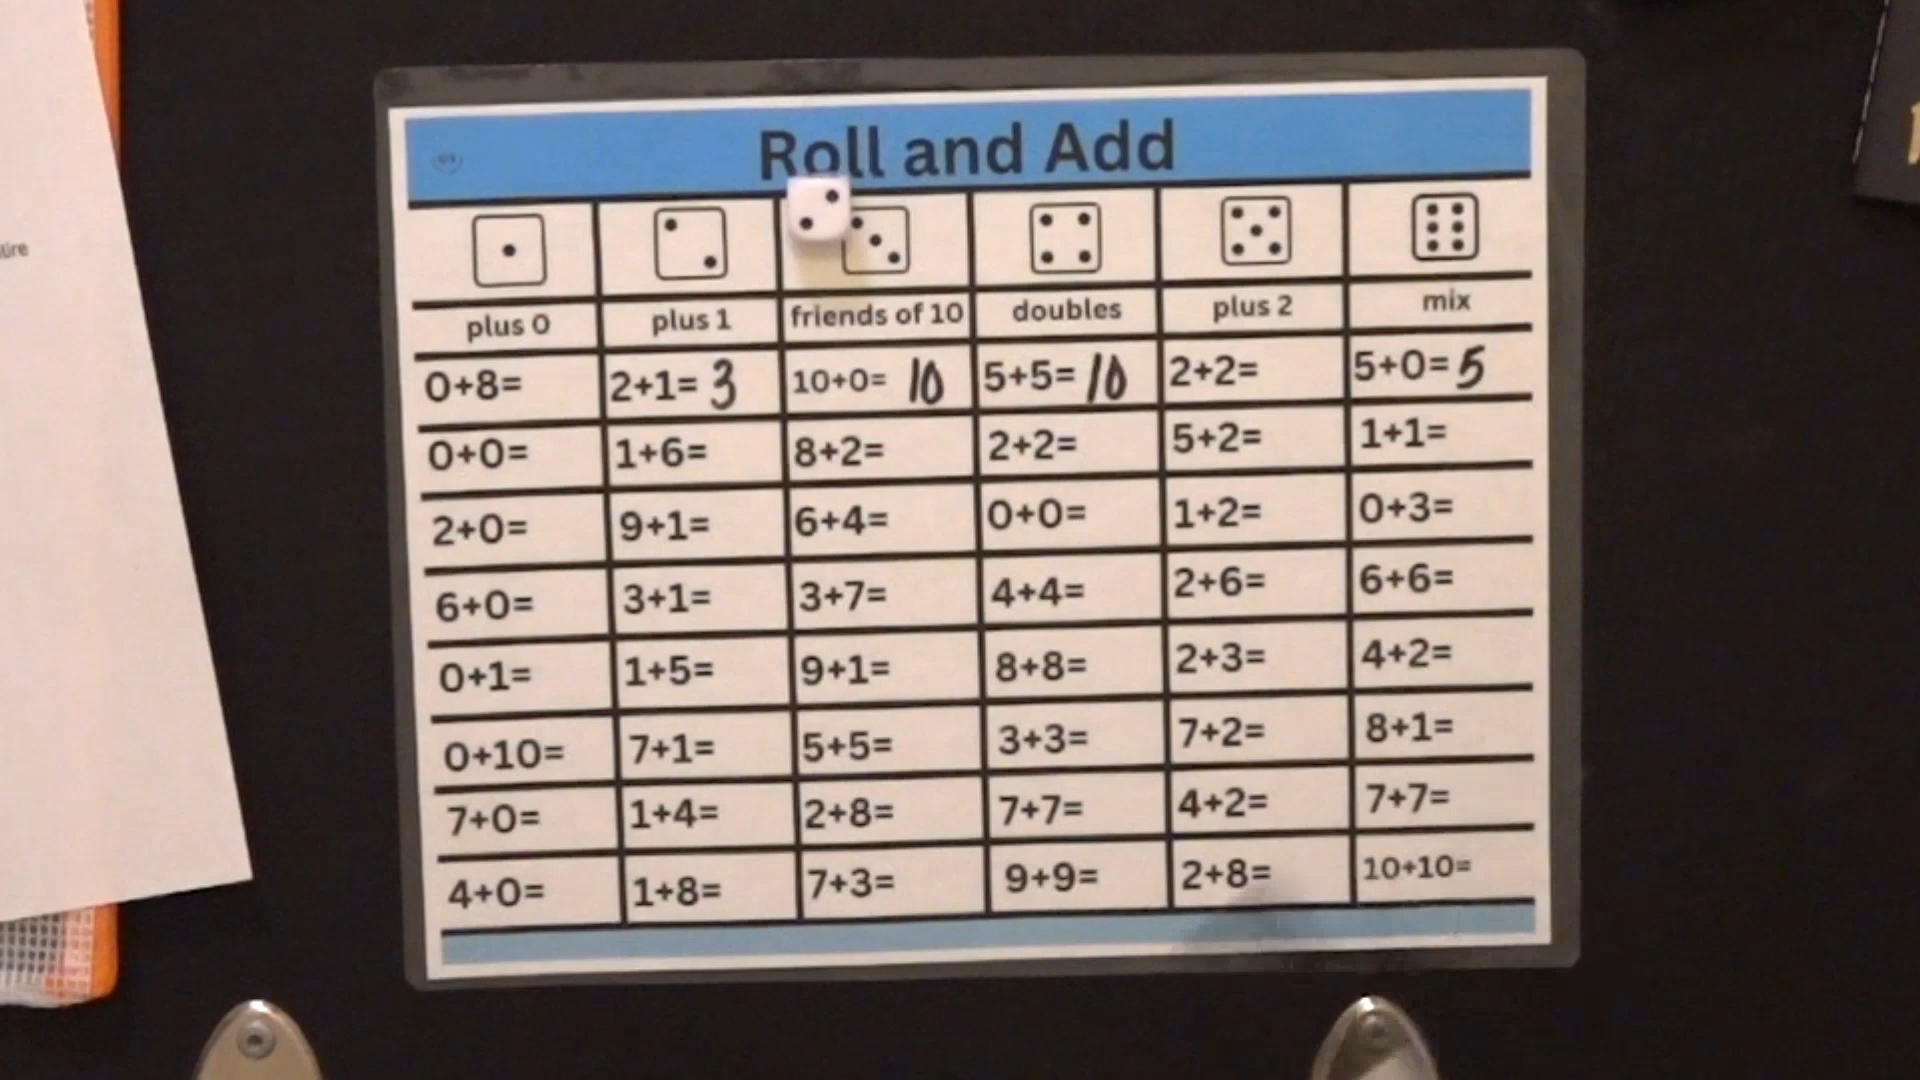 Roll and Add
plus 0 plus 1 friends of 10 doubles plus 2 mix
0+8= 2+1= 3 10+0= 10 5+5= 10 2+2= 5+0= 5
0+0= 1+6= 8+2= 2+2= 5+2= 1+1=
2+0= 9+1= 6+4= 0+0= 1+2= 0+3=
6+0= 3+1= 3+7= 4+4= 2+6= 6+6=
0+1= 1+5= 9+1= 8+8= 2+3= 4+2=
0+10= 7+1= 5+5= 3+3= 7+2= 8+1=
7+0= 1+4= 2+8= 7+7= 4+2= 7+7=
4+0= 1+8= 7+3= 9+9= 2+8= 10+10=